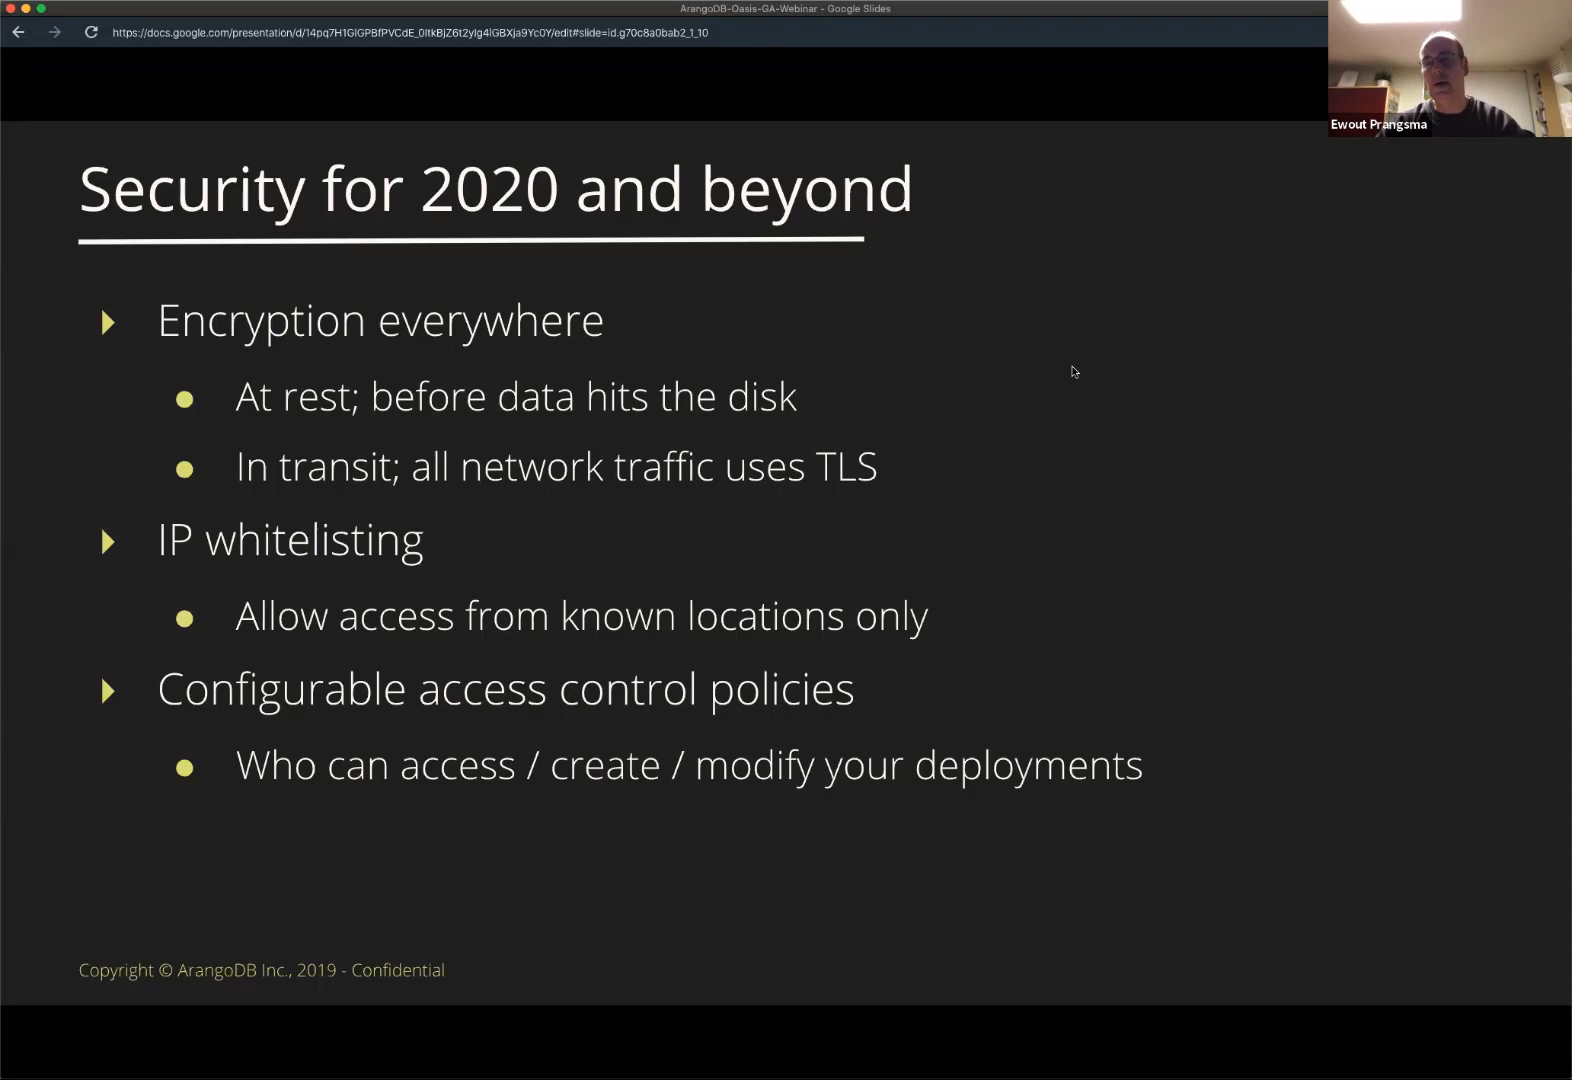 ArangoDB-Oasis-GA-Webinar - Google Slides
https://docs.google.com/presentation/d/14pq7H1GlGPBfPVCdE_0ItkBjZ6t2yIg4lGBXja9Yc0Y/edit#slide=id.g70c8a0bab2_1_10
Ewout Prangsma
Security for 2020 and beyond
Encryption everywhere
At rest; before data hits the disk
In transit; all network traffic uses TLS
IP whitelisting
Allow access from known locations only
Configurable access control policies
Who can access / create / modify your deployments
Copyright © ArangoDB Inc., 2019 - Confidential